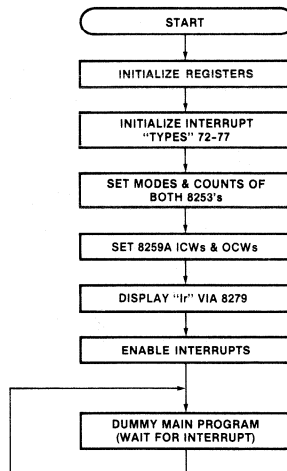 START
INITIALIZE REGISTERS
INITIALIZE INTERRUPT
"TYPES" 72-77
SET MODES & COUNTS OF
BOTH 8253's
SET 8259A ICWs & OCWs
DISPLAY "Ir" VIA 8279
ENABLE INTERRUPTS
DUMMY MAIN PROGRAM
(WAIT FOR INTERRUPT)